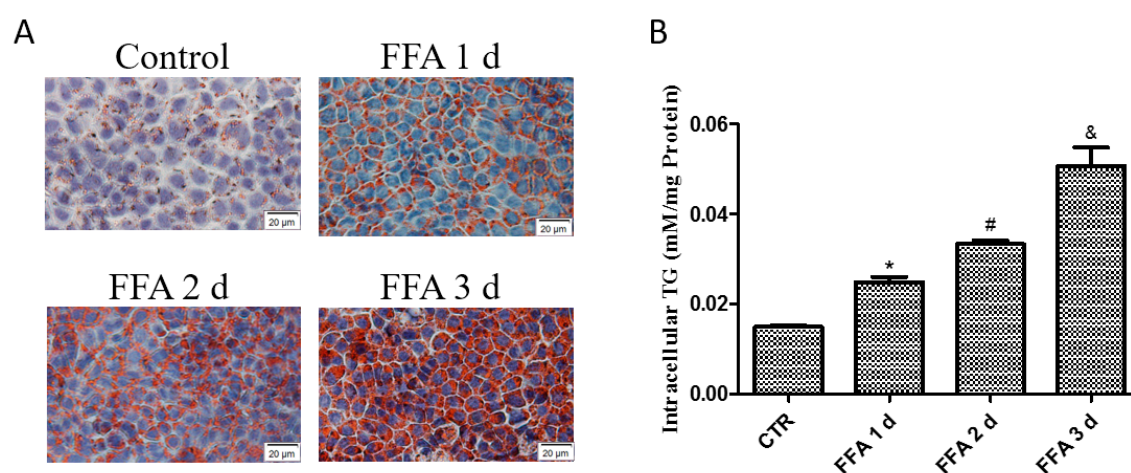 A
Control
FFA 1 d
20 µm
20 µm
FFA 2 d
FFA 3 d
20 µm
20 µm
B
Intracellular TG (mM/mg Protein)
0.06
0.04
0.02
0.00
*
#
&
CTR
FFA 1 d
FFA 2 d
FFA 3 d